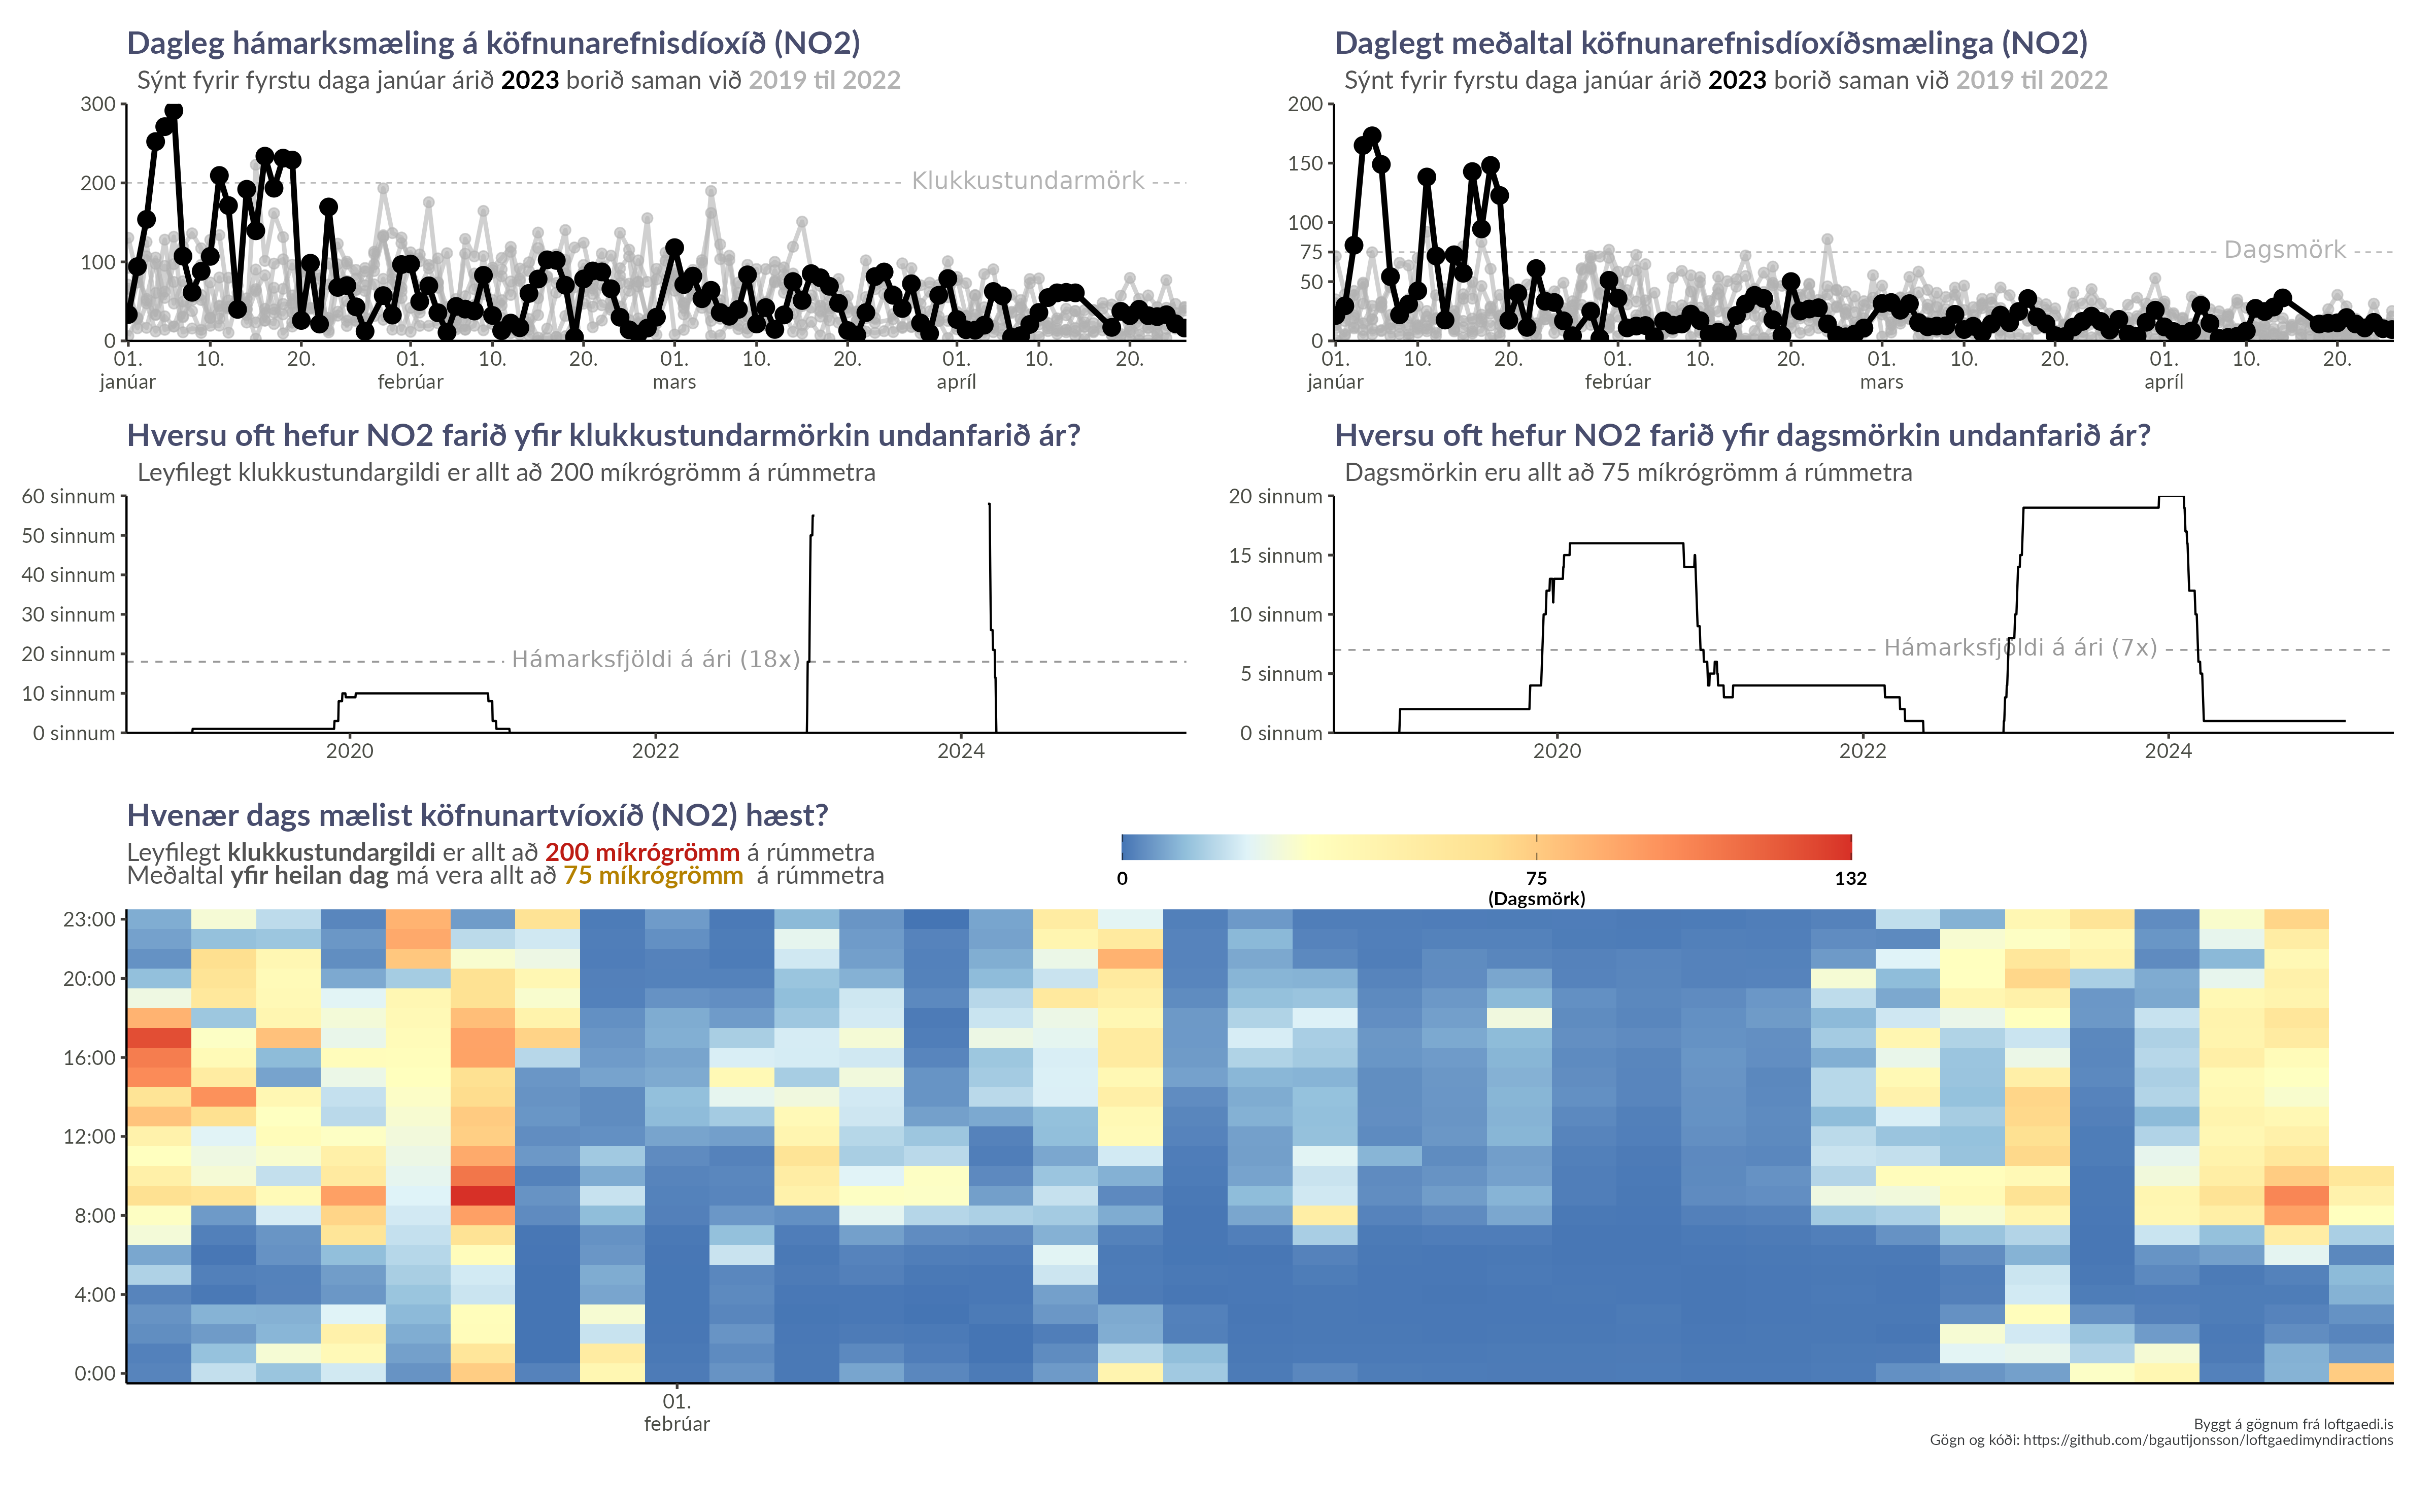 Dagleg hámarksmæling á köfnunarefnisdíoxíð (NO2)
Sýnt fyrir fyrstu daga janúar árið 2023 borið saman við 2019 til 2022
300
200
100
0
Klukkustundarmörk
01. 10. 20. 01. 10. 20. 01. 10. 20. 01. 10. 20.
janúar febrúar mars apríl
Daglegt meðaltal köfnunarefnisdíoxíðsmælinga (NO2)
Sýnt fyrir fyrstu daga janúar árið 2023 borið saman við 2019 til 2022
200
150
100
75
50
0
Dagsmörk
01. 10. 20. 01. 10. 20. 01. 10. 20. 01. 10. 20.
janúar febrúar mars apríl
Hversu oft hefur NO2 farið yfir klukkustundarmörkin undanfarið ár?
Leyfilegt klukkustundargildi er allt að 200 míkrógrömm á rúmmetra
60 sinnum
50 sinnum
40 sinnum
30 sinnum
20 sinnum
10 sinnum
0 sinnum
Hámarksfjöldi á ári (18x)
2020 2022 2024
Hversu oft hefur NO2 farið yfir dagsmörkin undanfarið ár?
Dagsmörkin eru allt að 75 míkrógrömm á rúmmetra
20 sinnum
15 sinnum
10 sinnum
5 sinnum
0 sinnum
Hámarksfjöldi á ári (7x)
2020 2022 2024
Hvenær dags mælist köfnunartvíoxíð (NO2) hæst?
Leyfilegt klukkustundargildi er allt að 200 míkrógrömm á rúmmetra
Meðaltal yfir heilan dag má vera allt að 75 míkrógrömm á rúmmetra
0 75 132
(Dagsmörk)
23:00
20:00
16:00
12:00
8:00
4:00
0:00
01.
febrúar
Byggt á gögnum frá loftgaedi.is
Gögn og kóði: https://github.com/bgautijonsson/loftgaedimyndiractions